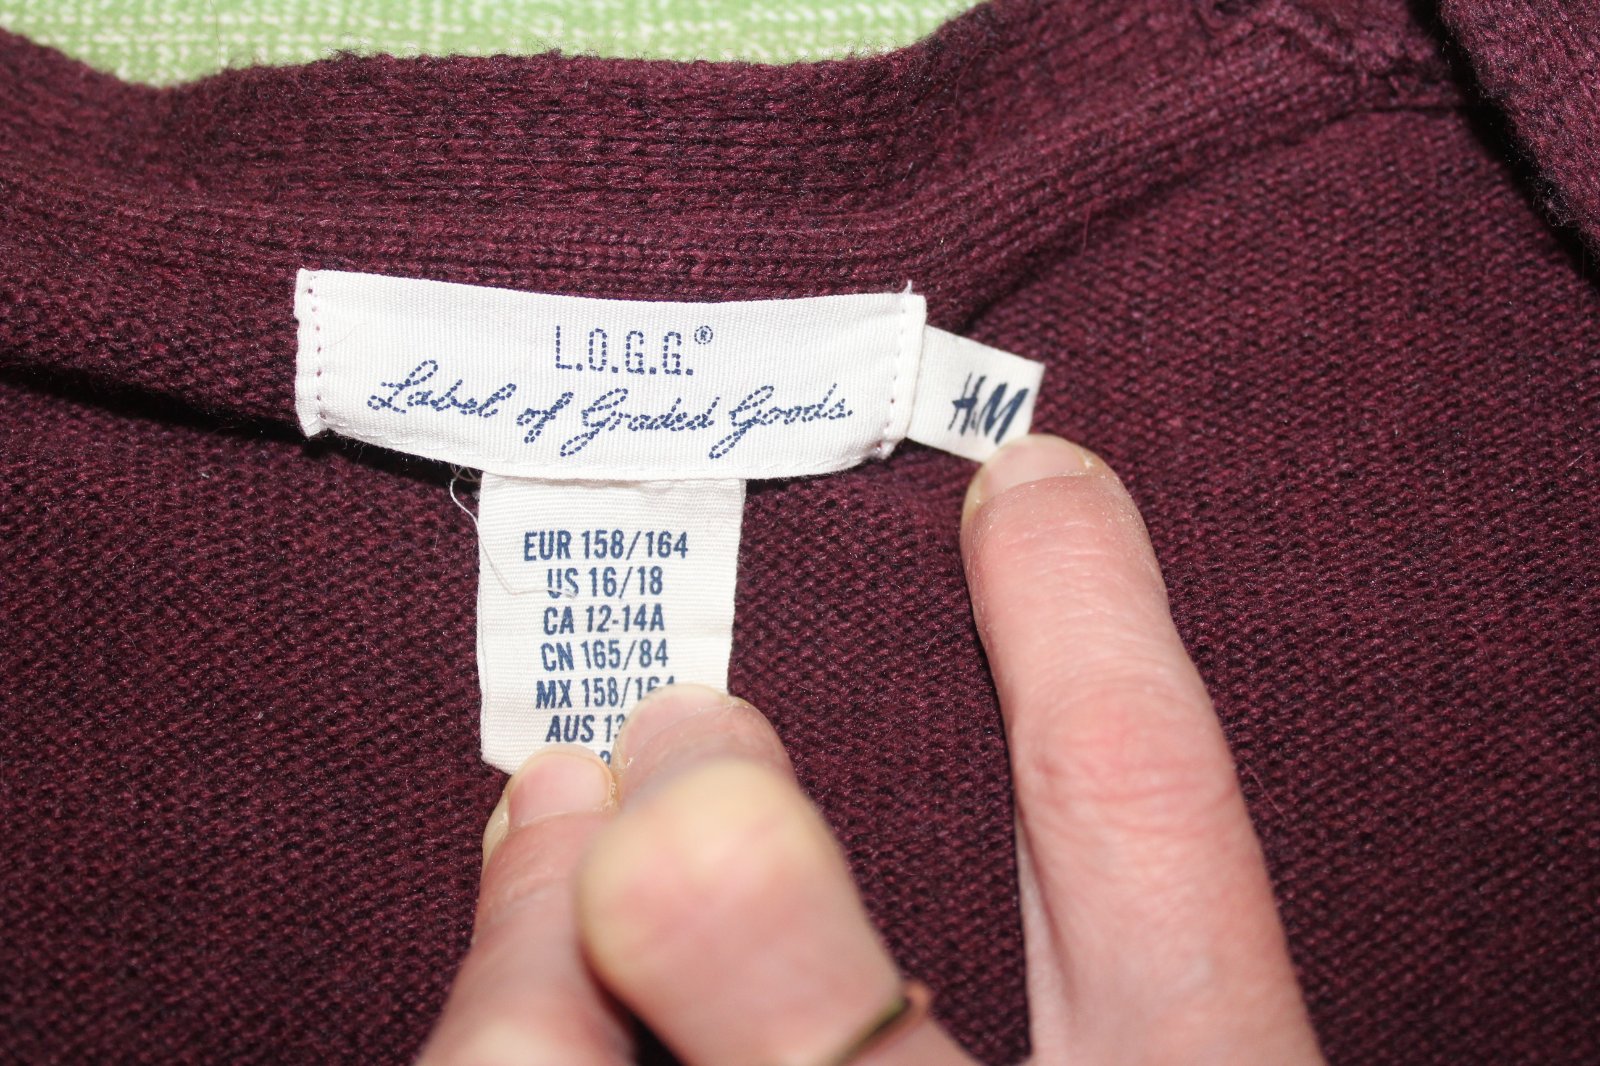 L.O.G.G.®
Label of Graded Goods
H&M
EUR 158/164
US 16/18
CA 12-14A
CN 165/84
MX 158/164
AUS